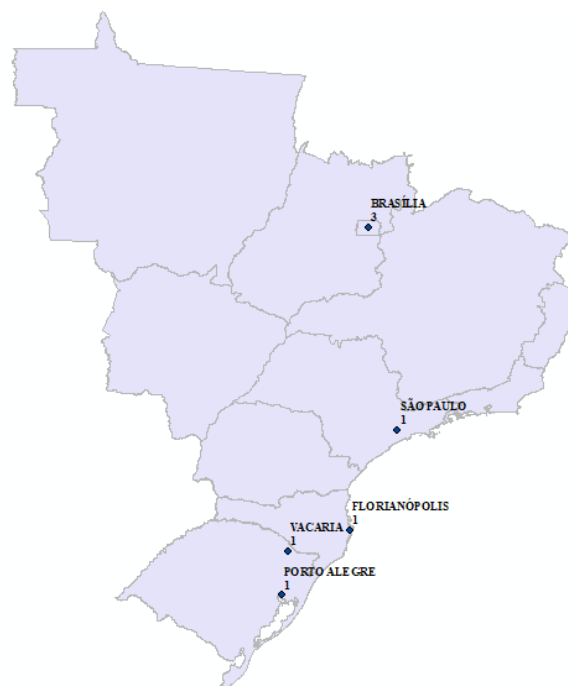 BRASÍLIA
3
SÃO PAULO
1
FLORIANÓPOLIS
1
VACARIA
1
PORTO ALEGRE
1